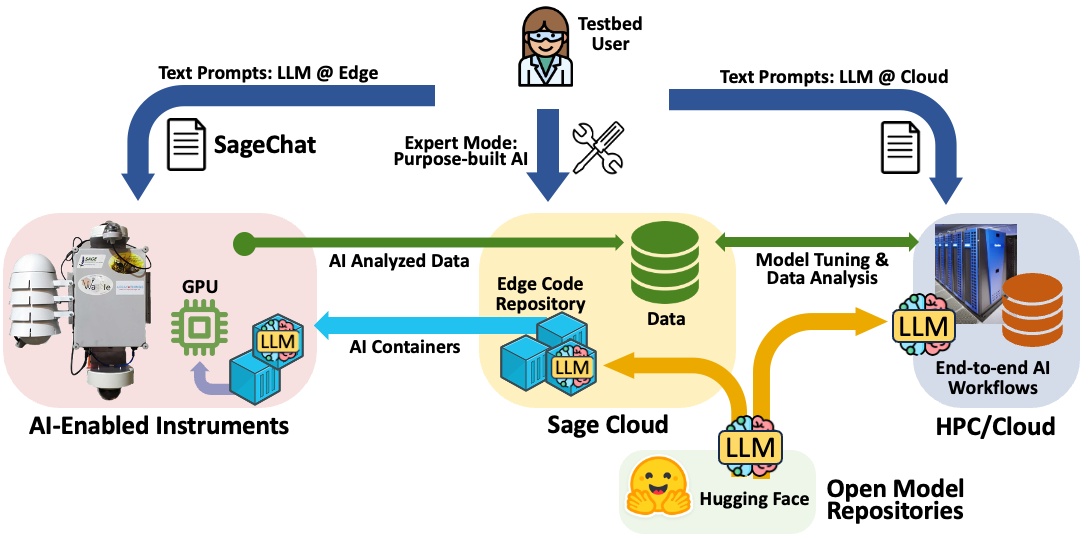 Testbed
User
Text Prompts: LLM @ Edge
Text Prompts: LLM @ Cloud
SageChat
Expert Mode:
Purpose-built AI
AI Analyzed Data
Model Tuning &
Data Analysis
SAGE
Waggle
GPU
LLM
Edge Code
Repository
LLM
Data
AI Containers
LLM
End-to-end AI
Workflows
AI-Enabled Instruments
Sage Cloud
HPC/Cloud
LLM
Hugging Face
Open Model
Repositories